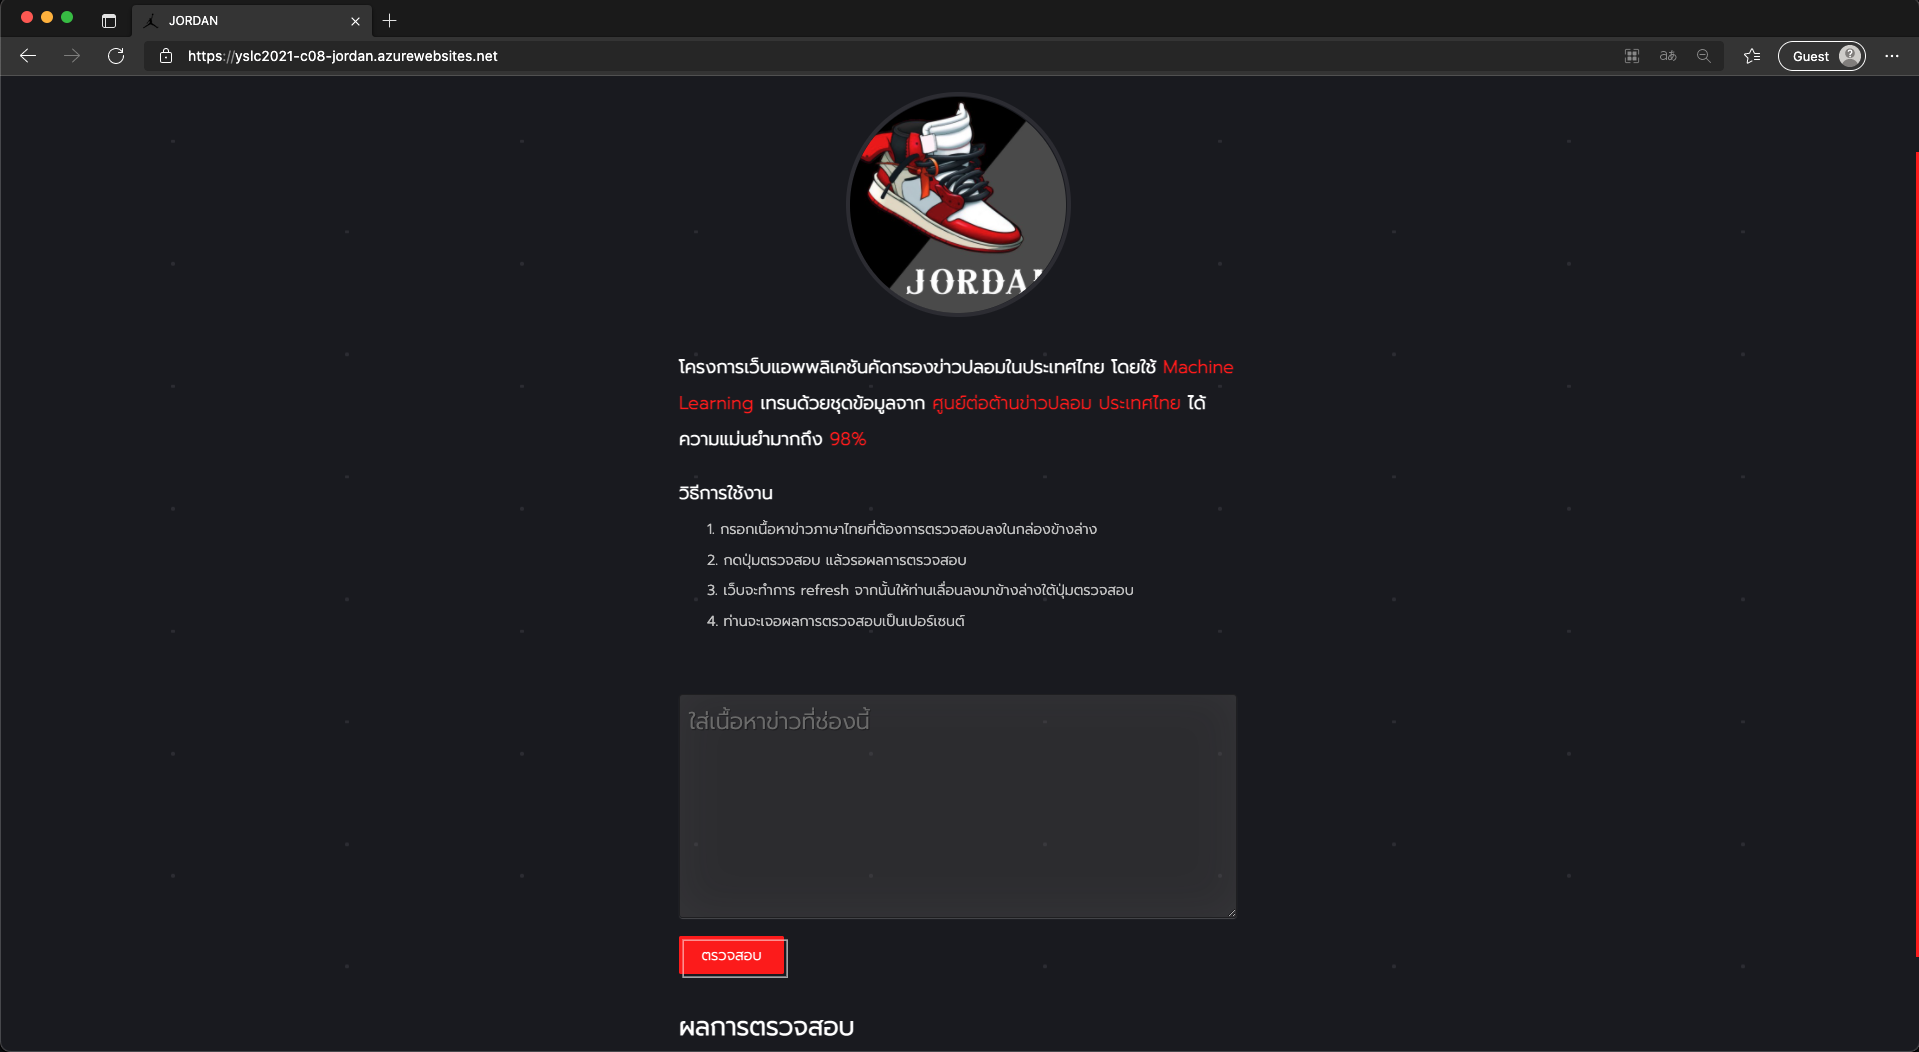 JORDAN
https://yslc2021-c08-jordan.azurewebsites.net
aあ
Guest
JORDAN
โครงการเว็บแอพพลิเคชันคัดกรองข่าวปลอมในประเทศไทย โดยใช้ Machine
Learning เทรนด้วยชุดข้อมูลจาก ศูนย์ต่อต้านข่าวปลอม ประเทศไทย ได้
ความแม่นยำมากถึง 98%
วิธีการใช้งาน
1. กรอกเนื้อหาข่าวภาษาไทยที่ต้องการตรวจสอบลงในกล่องข้างล่าง
2. กดปุ่มตรวจสอบ แล้วรอผลการตรวจสอบ
3. เว็บจะทำการ refresh จากนั้นให้ท่านเลื่อนลงมาข้างล่างใต้ปุ่มตรวจสอบ
4. ท่านจะเจอผลการตรวจสอบเป็นเปอร์เซนต์
ใส่เนื้อหาข่าวที่ช่องนี้
ตรวจสอบ
ผลการตรวจสอบ